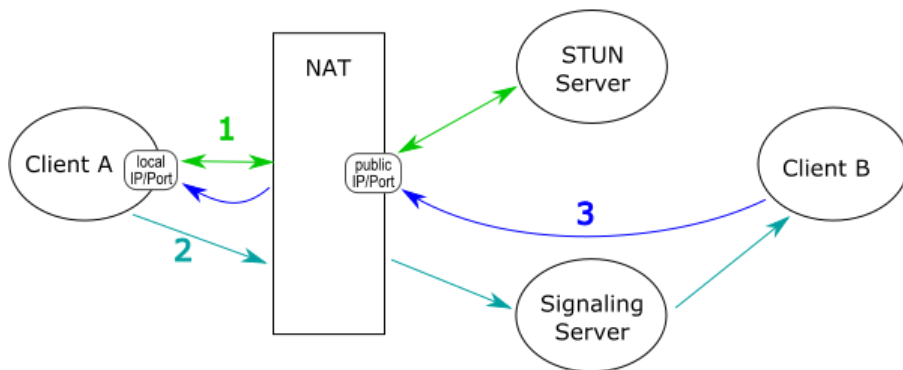 NAT
STUN
Server
1
Client A
local
IP/Port
public
IP/Port
Client B
2
3
Signaling
Server